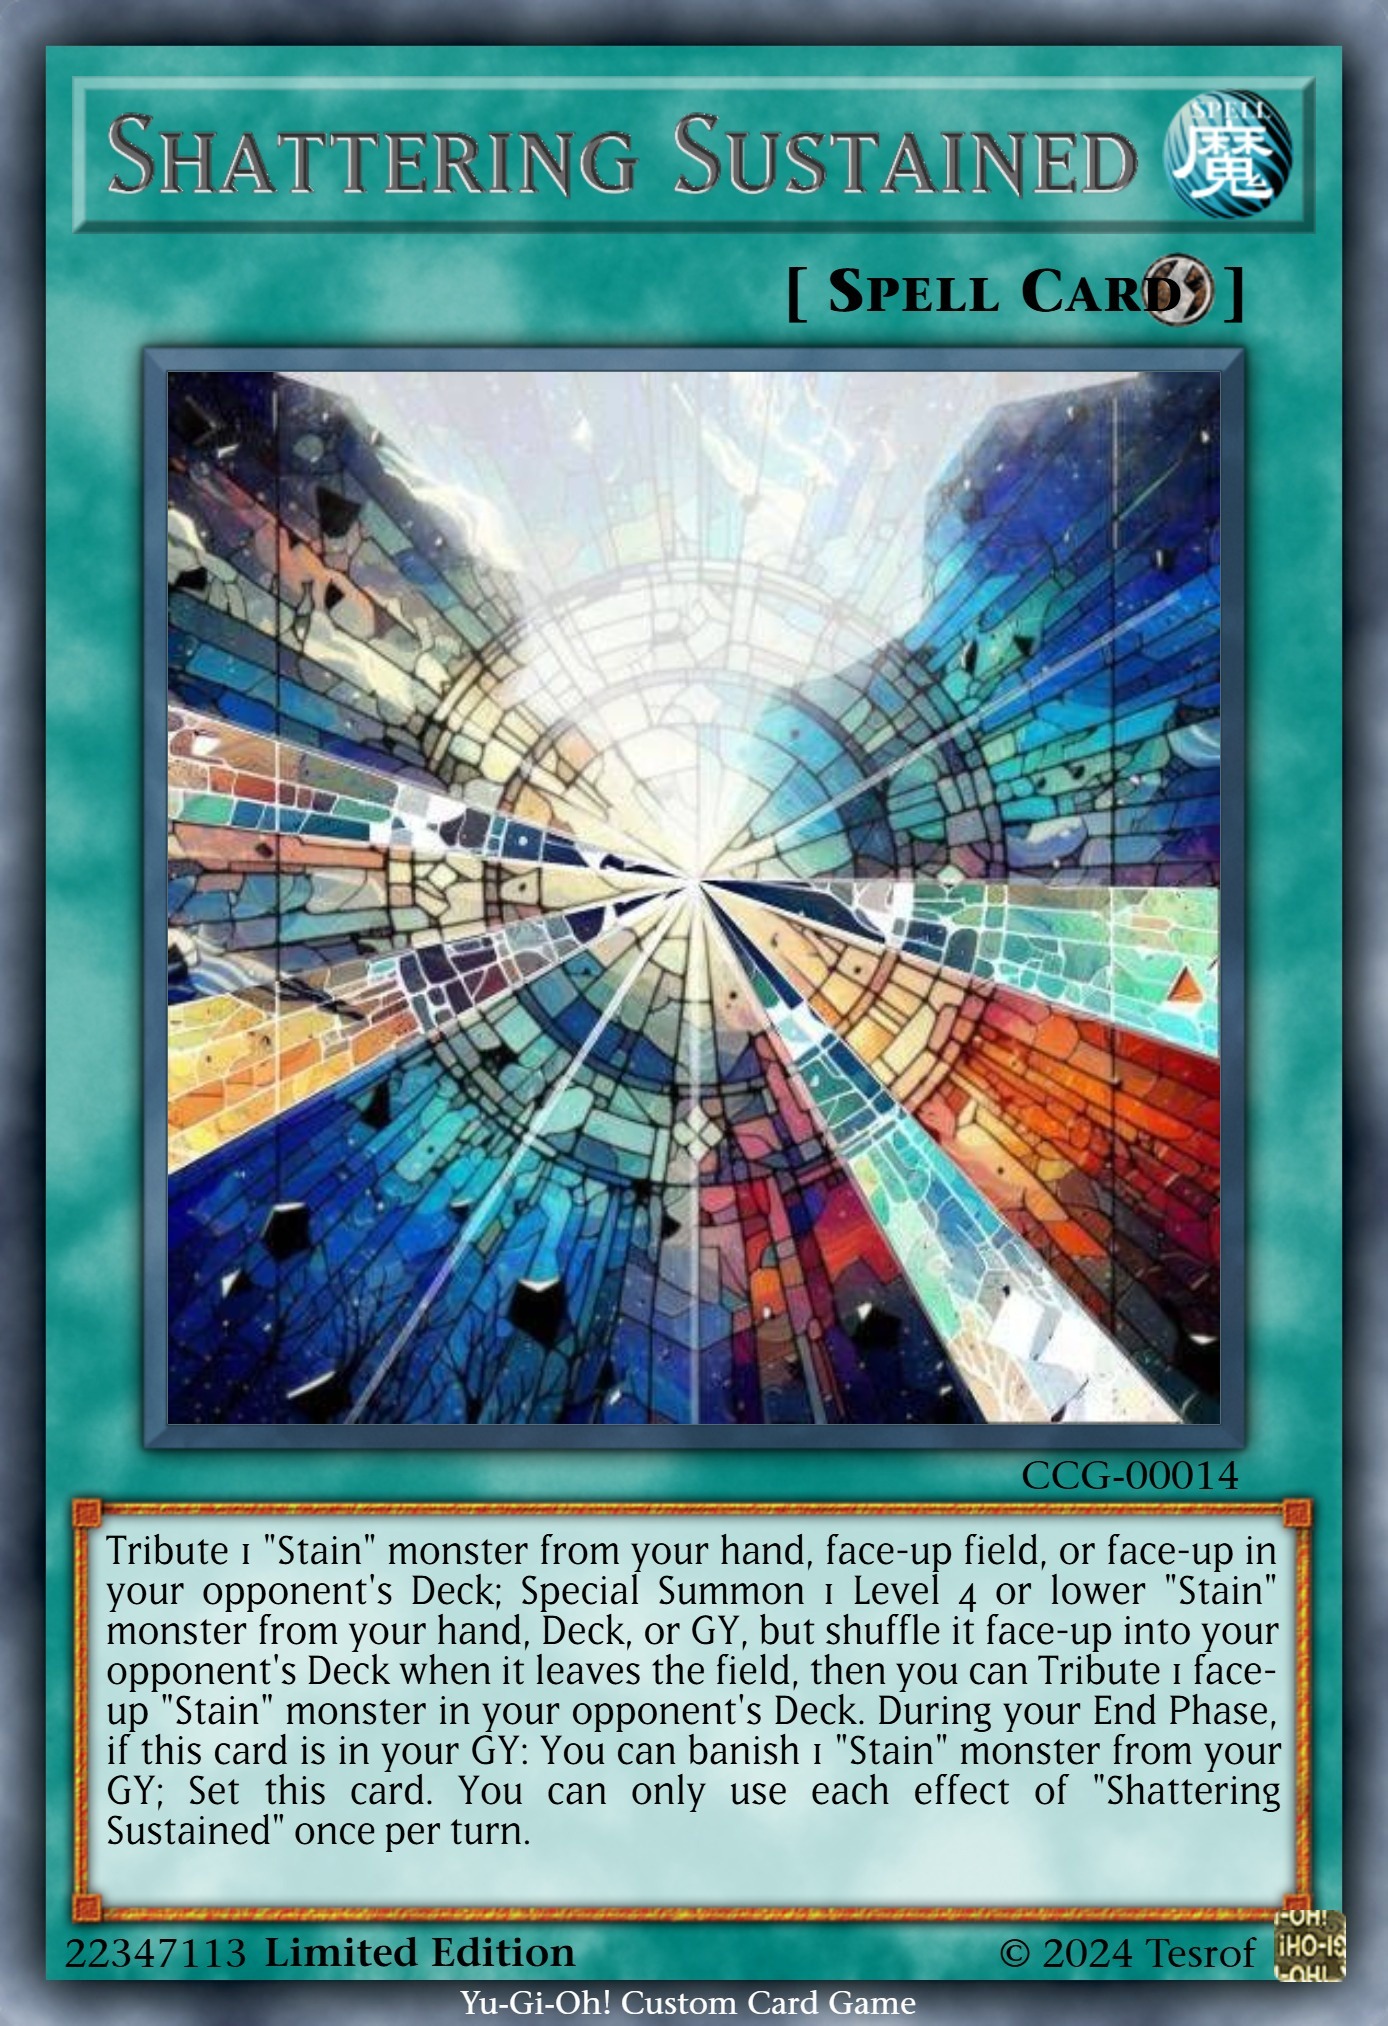 Shattering Sustained
SPELL
魔
[ Spell Card ]
CCG-00014
Tribute 1 "Stain" monster from your hand, face-up field, or face-up in
your opponent's Deck; Special Summon 1 Level 4 or lower "Stain"
monster from your hand, Deck, or GY, but shuffle it face-up into your
opponent's Deck when it leaves the field, then you can Tribute 1 face-
up "Stain" monster in your opponent's Deck. During your End Phase,
if this card is in your GY: You can banish 1 "Stain" monster from your
GY; Set this card. You can only use each effect of "Shattering
Sustained" once per turn.
22347113 Limited Edition
© 2024 Tesrof
Yu-Gi-Oh! Custom Card Game